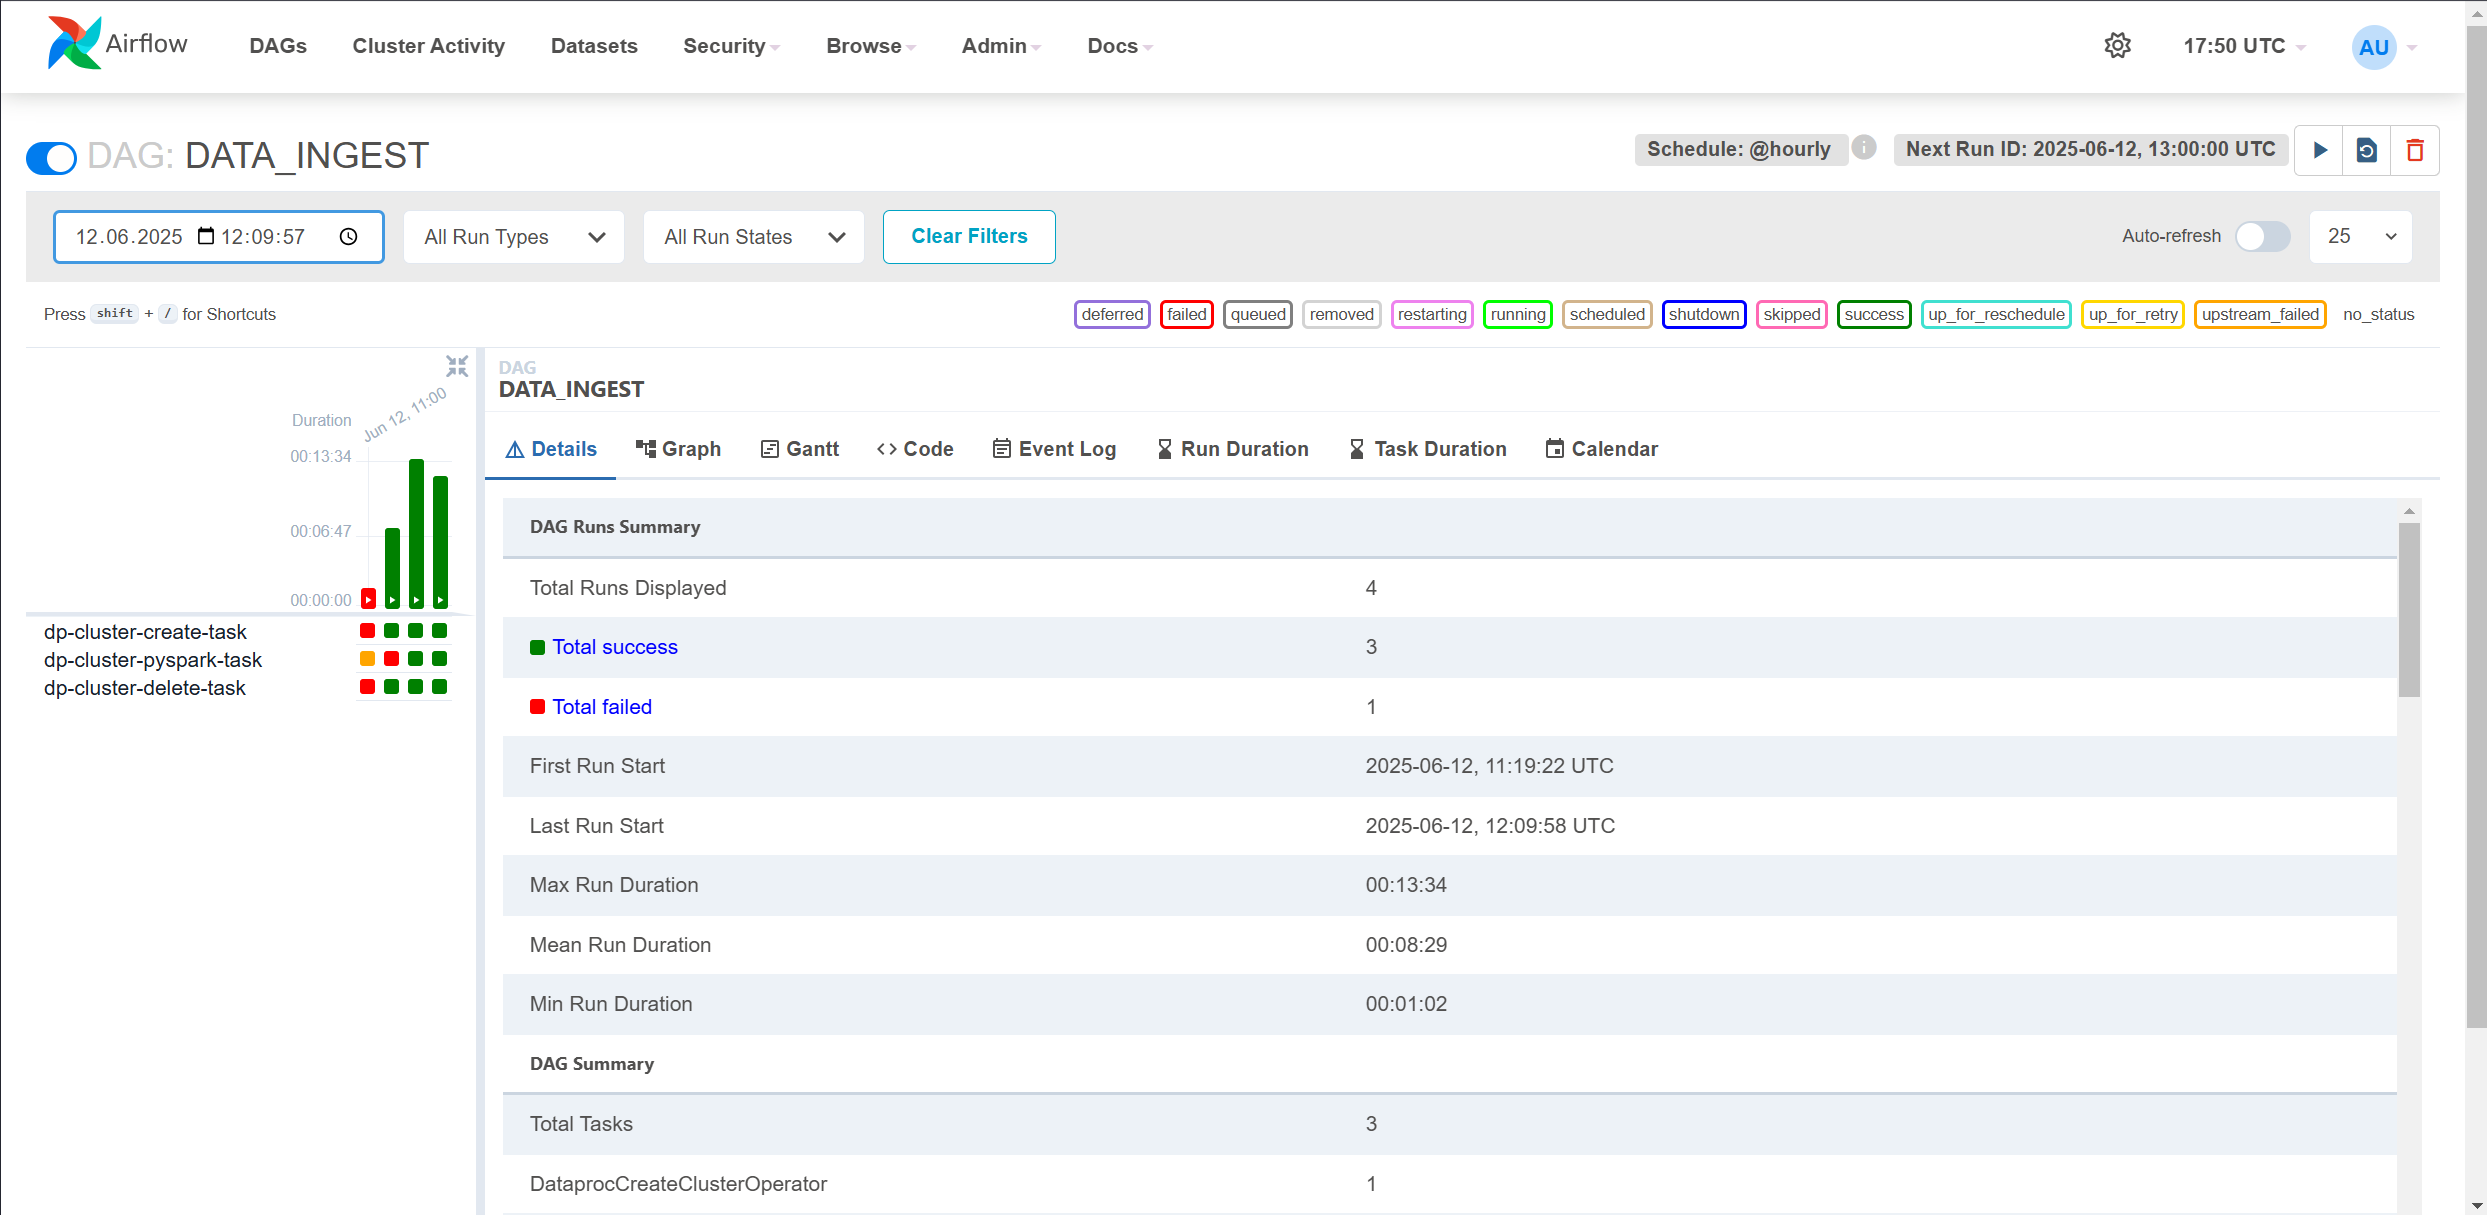 Airflow DAGs Cluster Activity Datasets Security Browse Admin Docs 17:50 UTC AU
DAG: DATA_INGEST Schedule: @hourly i Next Run ID: 2025-06-12, 13:00:00 UTC
12.06.2025 12:09:57 All Run Types All Run States Clear Filters Auto-refresh 25
Press shift + / for Shortcuts deferred failed queued removed restarting running scheduled shutdown skipped success up_for_reschedule up_for_retry upstream_failed no_status
Jun 12, 11:00
Duration
00:13:34
00:06:47
00:00:00
dp-cluster-create-task
dp-cluster-pyspark-task
dp-cluster-delete-task
DAG
DATA_INGEST
Details Graph Gantt Code Event Log Run Duration Task Duration Calendar
DAG Runs Summary
Total Runs Displayed 4
Total success 3
Total failed 1
First Run Start 2025-06-12, 11:19:22 UTC
Last Run Start 2025-06-12, 12:09:58 UTC
Max Run Duration 00:13:34
Mean Run Duration 00:08:29
Min Run Duration 00:01:02
DAG Summary
Total Tasks 3
DataprocCreateClusterOperator 1